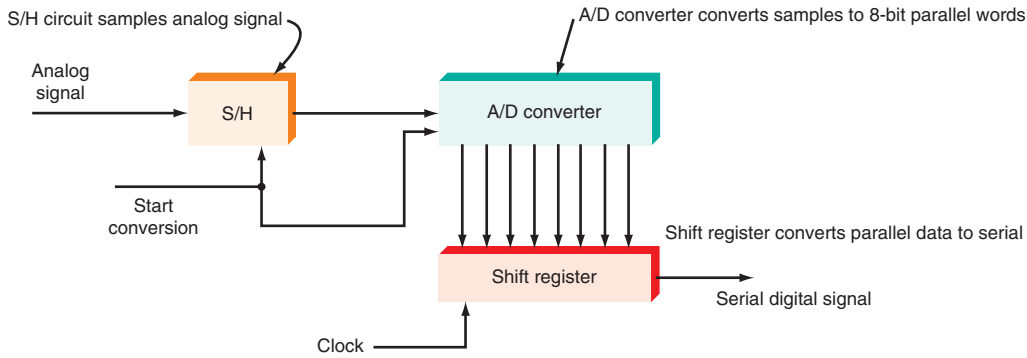 S/H circuit samples analog signal
A/D converter converts samples to 8-bit parallel words
Analog
signal
S/H
A/D converter
Start
conversion
Shift register converts parallel data to serial
Shift register
Serial digital signal
Clock